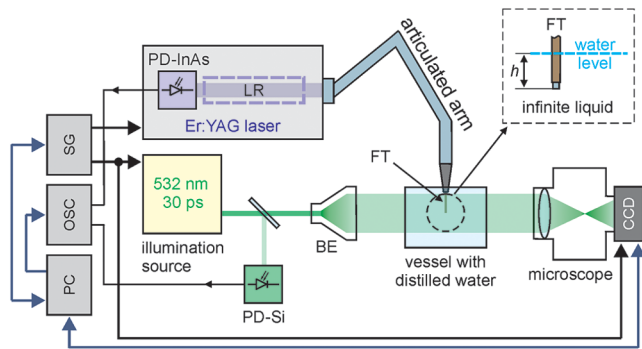 PD-InAs
LR
Er:YAG laser
articulated arm
FT
water
level
h
infinite liquid
SG
OSC
PC
532 nm
30 ps
illumination
source
PD-Si
BE
FT
vessel with
distilled water
microscope
CCD